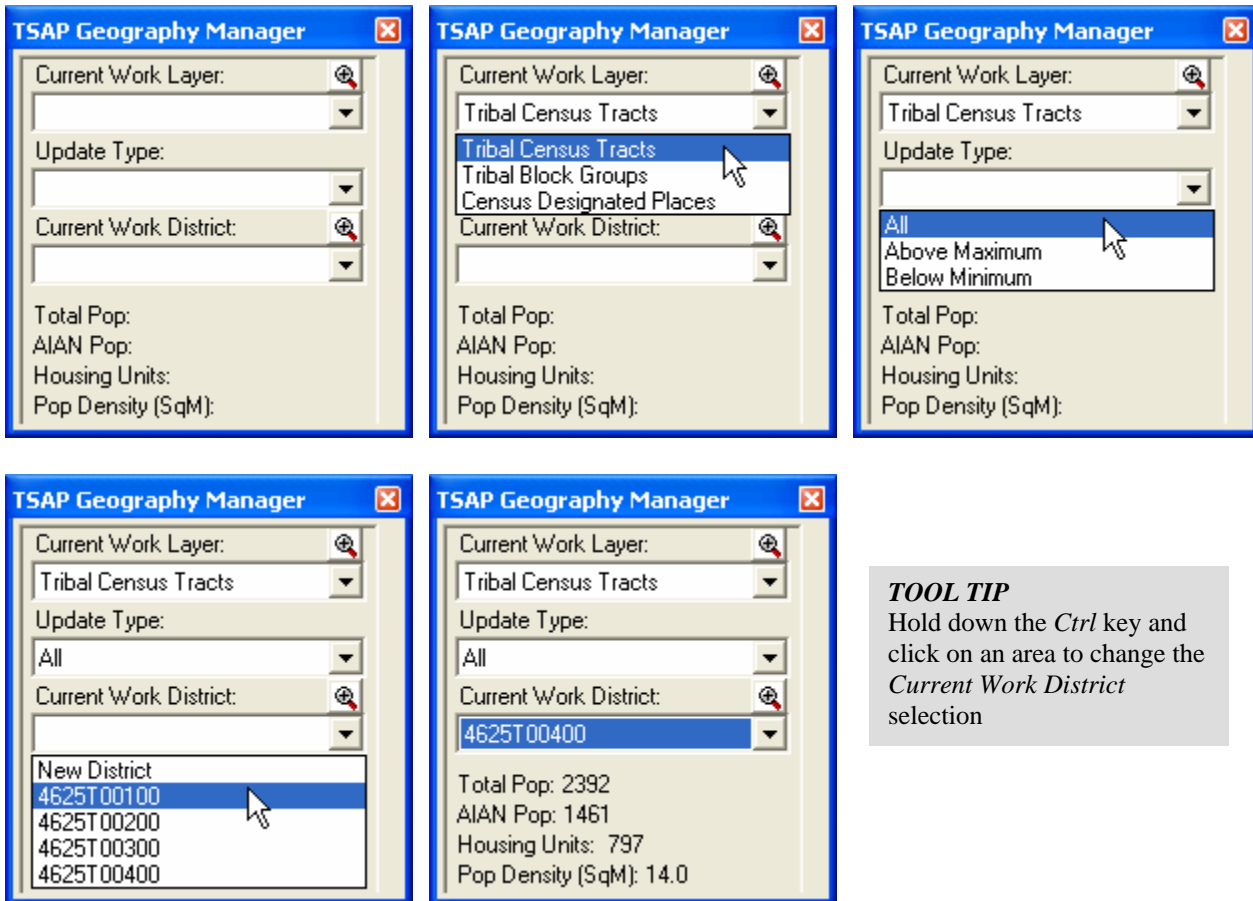 TSAP Geography Manager
Current Work Layer:
Update Type:
Current Work District:
Total Pop:
AIAN Pop:
Housing Units:
Pop Density (SqM):
TSAP Geography Manager
Current Work Layer:
Tribal Census Tracts
Tribal Census Tracts
Tribal Block Groups
Census Designated Places
Current Work District:
Total Pop:
AIAN Pop:
Housing Units:
Pop Density (SqM):
TSAP Geography Manager
Current Work Layer:
Tribal Census Tracts
Update Type:
All
Above Maximum
Below Minimum
Total Pop:
AIAN Pop:
Housing Units:
Pop Density (SqM):
TSAP Geography Manager
Current Work Layer:
Tribal Census Tracts
Update Type:
All
Current Work District:
New District
4625T00100
4625T00200
4625T00300
4625T00400
TSAP Geography Manager
Current Work Layer:
Tribal Census Tracts
Update Type:
All
Current Work District:
4625T00400
Total Pop: 2392
AIAN Pop: 1461
Housing Units: 797
Pop Density (SqM): 14.0
TOOL TIP
Hold down the Ctrl key and
click on an area to change the
Current Work District
selection